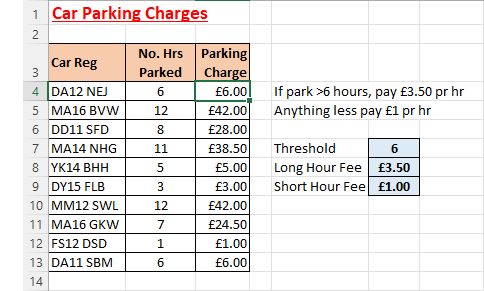 1 Car Parking Charges
2
3 Car Reg No. Hrs Parked Parking Charge
4 DA12 NEJ 6 £6.00 If park >6 hours, pay £3.50 pr hr
5 MA16 BVW 12 £42.00 Anything less pay £1 pr hr
6 DD11 SFD 8 £28.00
7 MA14 NHG 11 £38.50 Threshold 6
8 YK14 BHH 5 £5.00 Long Hour Fee £3.50
9 DY15 FLB 3 £3.00 Short Hour Fee £1.00
10 MM12 SWL 12 £42.00
11 MA16 GKW 7 £24.50
12 FS12 DSD 1 £1.00
13 DA11 SBM 6 £6.00
14